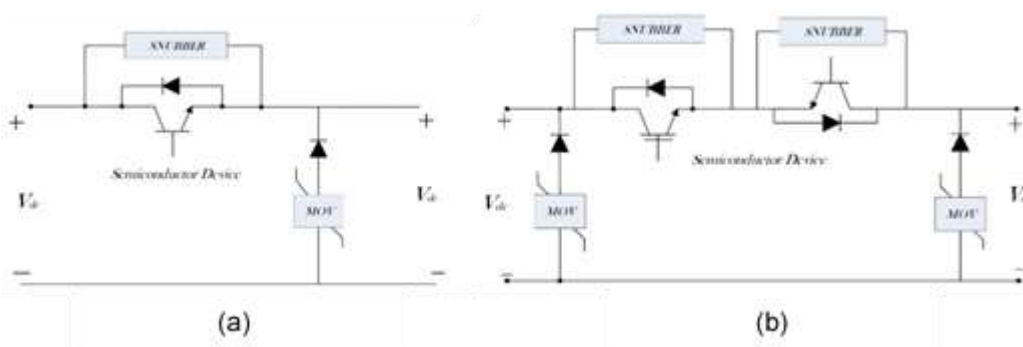 SNUBBER
+
+
Semiconductor Device
Vdc
Vdc
MOV
−
−
(a)
SNUBBER
SNUBBER
+
+
Semiconductor Device
Vdc
MOV
MOV
−
−
(b)